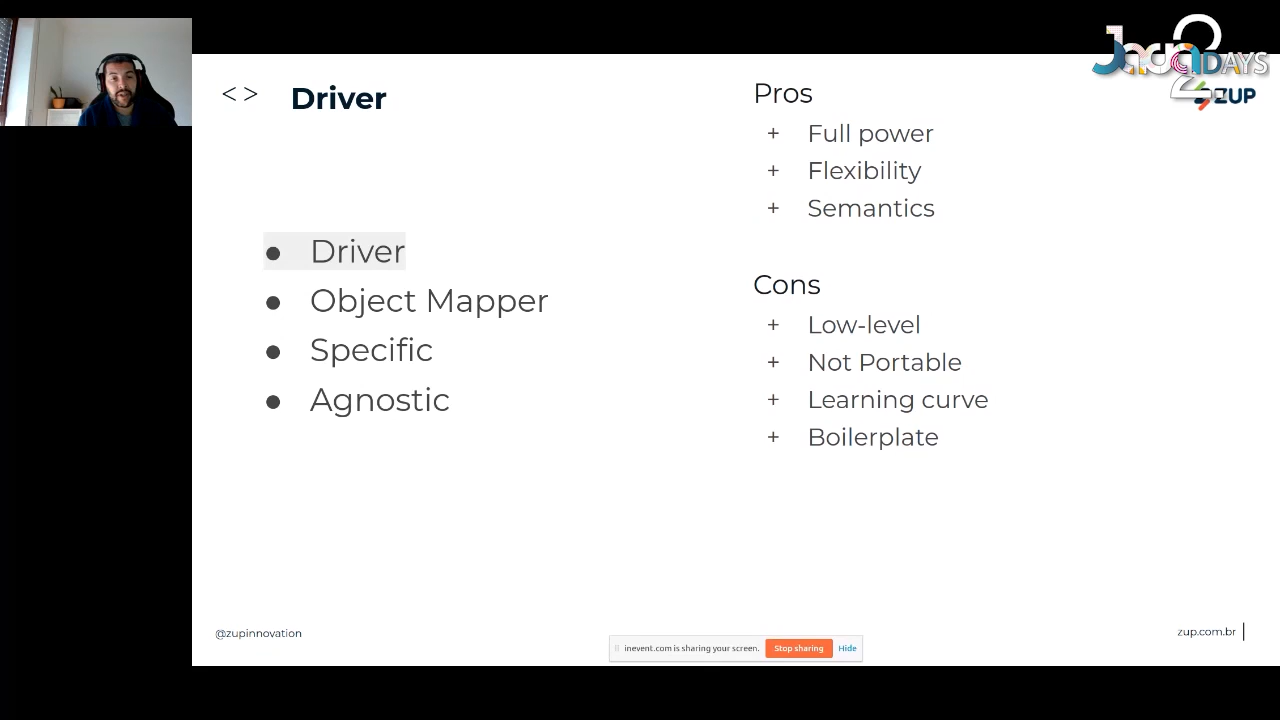 < > Driver
Driver
Object Mapper
Specific
Agnostic
Pros
+ Full power
+ Flexibility
+ Semantics
Cons
+ Low-level
+ Not Portable
+ Learning curve
+ Boilerplate
DAYS
ZUP
@zupinnovation
inevent.com is sharing your screen. Stop sharing Hide
zup.com.br